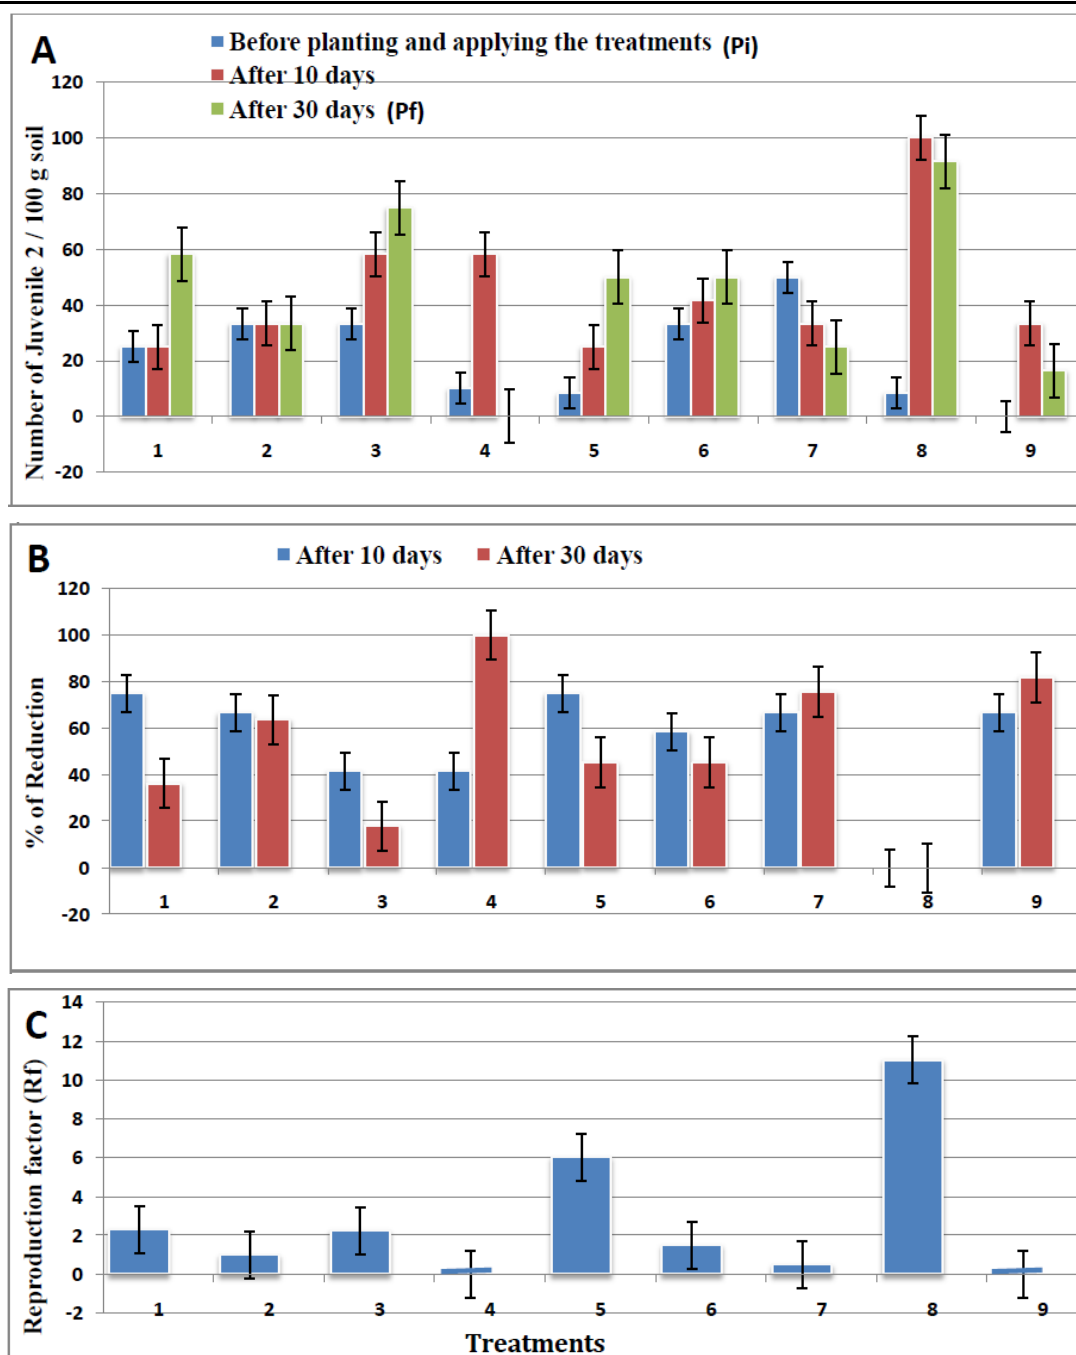 A
Before planting and applying the treatments (Pi)
After 10 days
After 30 days (Pf)
Number of Juvenile 2 / 100 g soil
120
100
80
60
40
20
0
-20
1 2 3 4 5 6 7 8 9
B
After 10 days After 30 days
% of Reduction
120
100
80
60
40
20
0
-20
1 2 3 4 5 6 7 8 9
C
Reproduction factor (Rf)
14
12
10
8
6
4
2
0
-2
1 2 3 4 5 6 7 8 9
Treatments